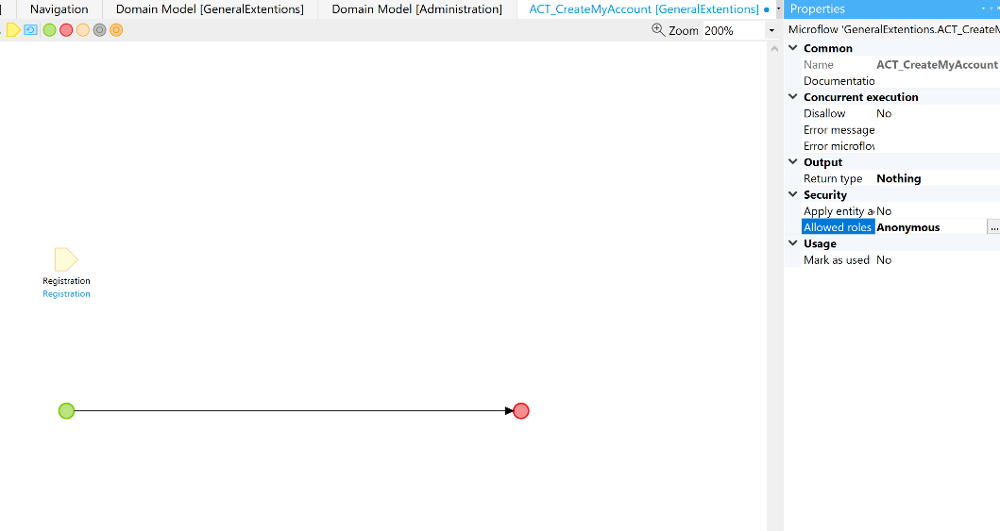 ] Navigation Domain Model [GeneralExtentions] Domain Model [Administration] ACT_CreateMyAccount [GeneralExtentions]
Zoom 200%
Registration
Registration
Properties
Microflow 'GeneralExtentions.ACT_CreateM
Common
Name ACT_CreateMyAccount
Documentatio
Concurrent execution
Disallow No
Error message
Error microflov
Output
Return type Nothing
Security
Apply entity a No
Allowed roles Anonymous ...
Usage
Mark as used No